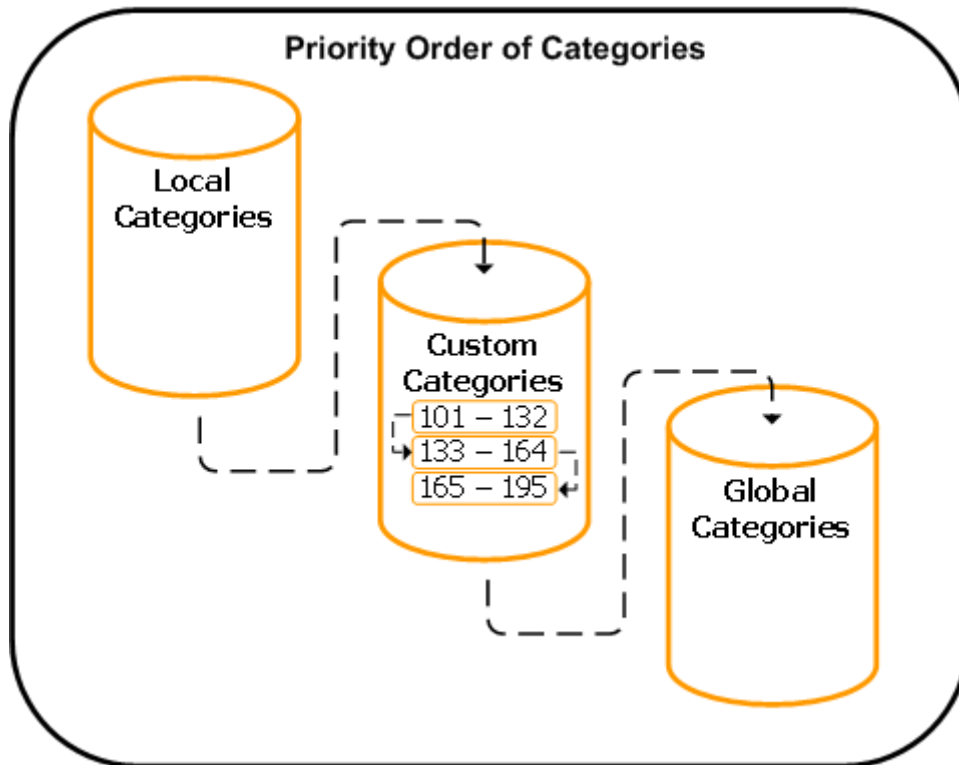 Priority Order of Categories
Local
Categories
Custom
Categories
101 – 132
133 – 164
165 – 195
Global
Categories